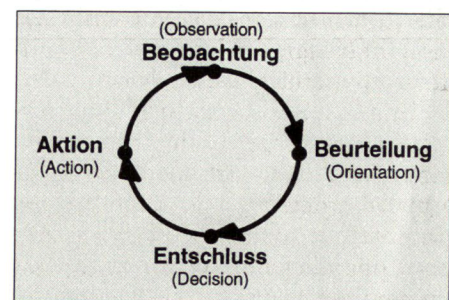 (Observation)
Beobachtung
Aktion
(Action)
Beurteilung
(Orientation)
Entschluss
(Decision)